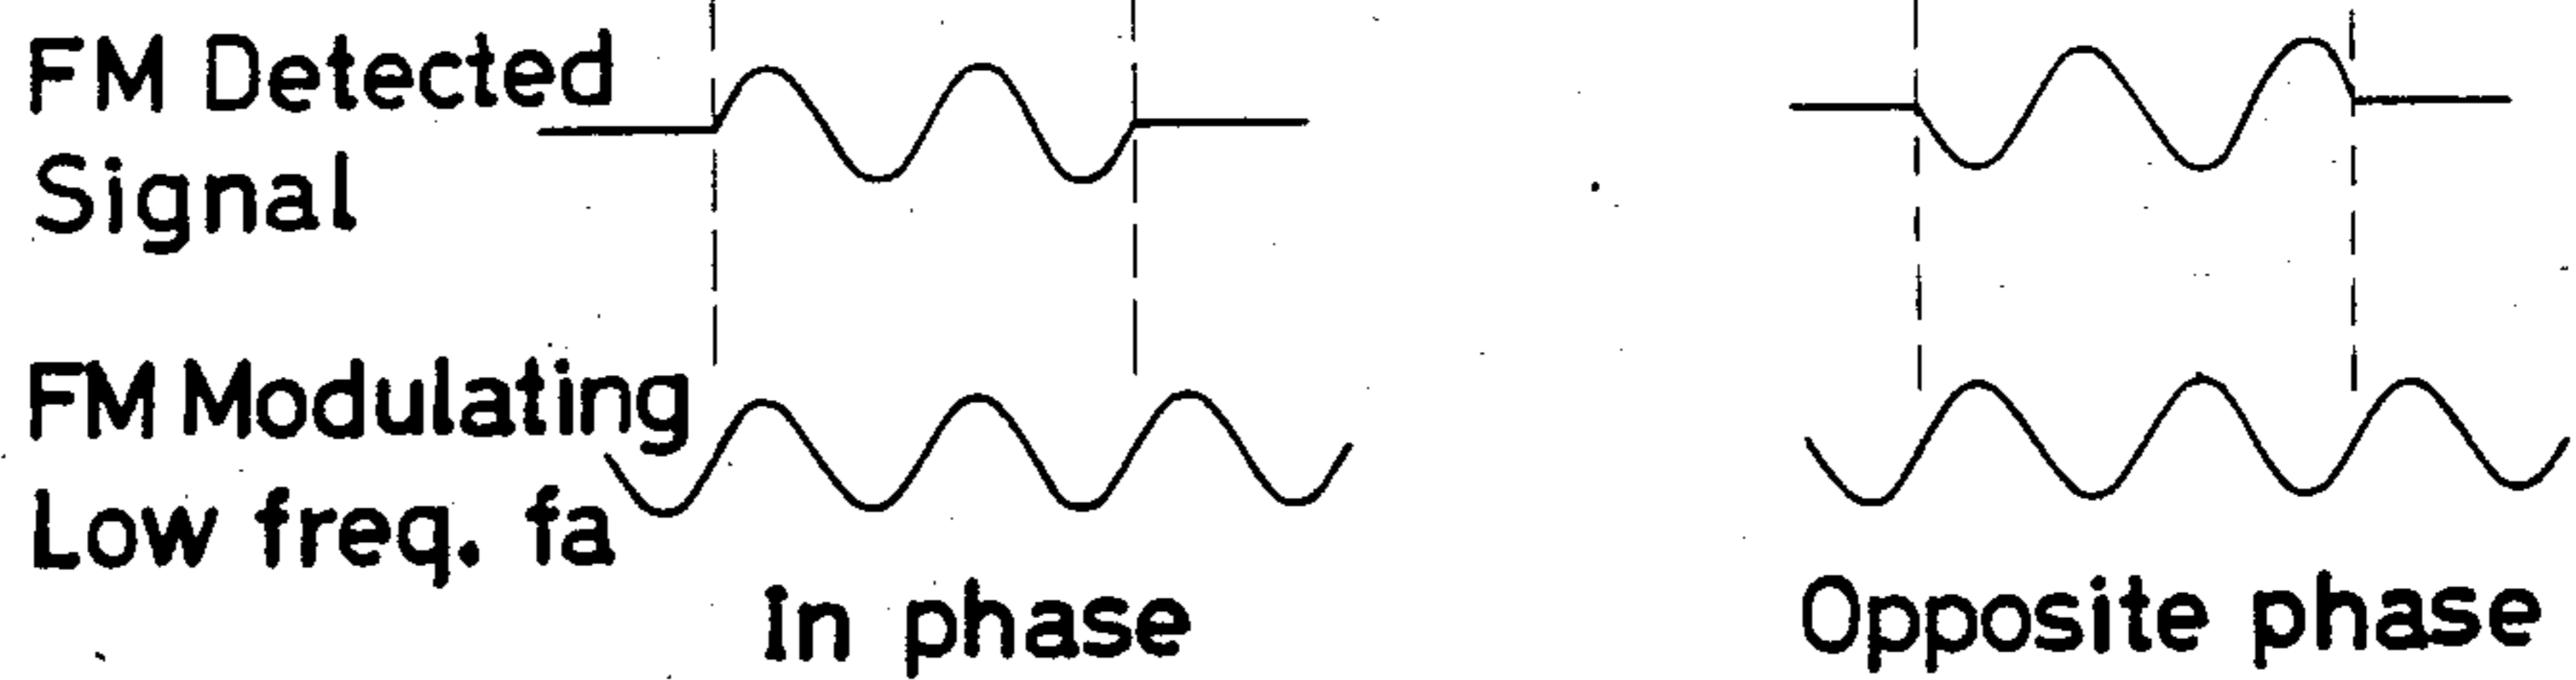 FM Detected
Signal
FM Modulating
Low freq. fa
In phase
Opposite phase